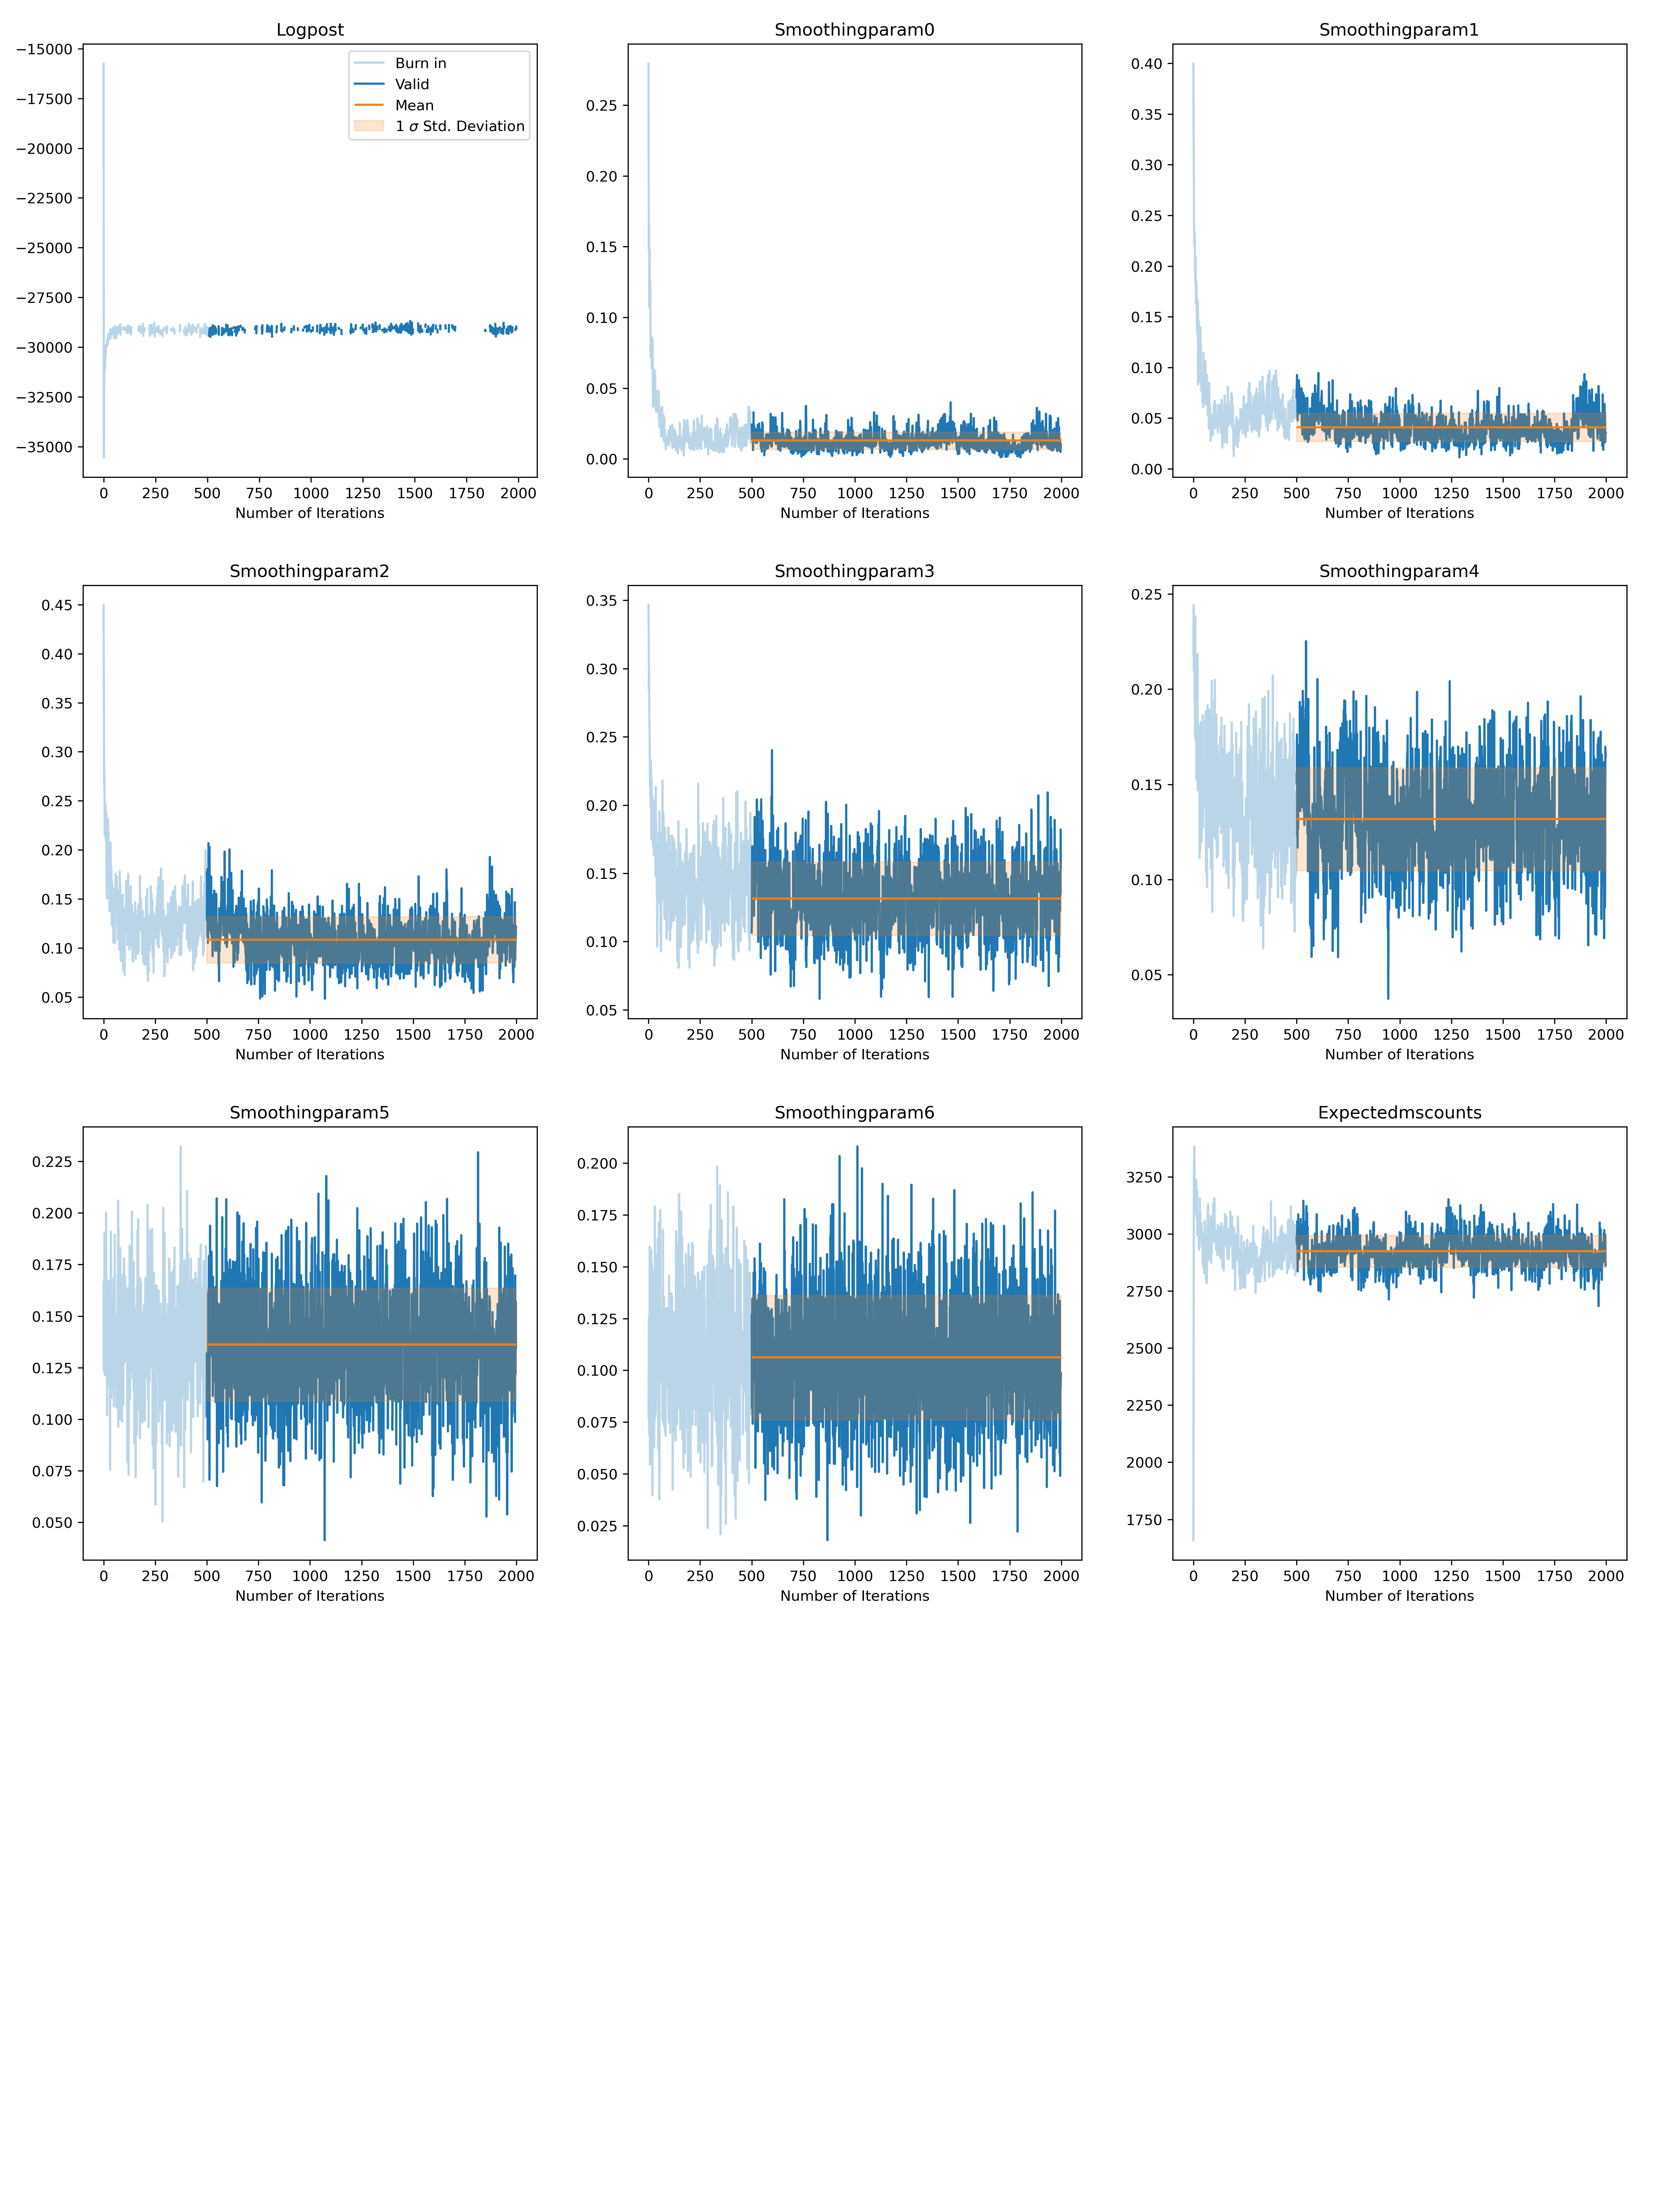 Logpost
−15000
−17500
−20000
−22500
−25000
−27500
−30000
−32500
−35000
Burn in
Valid
Mean
1 σ Std. Deviation
0 250 500 750 1000 1250 1500 1750 2000
Number of Iterations
Smoothingparam0
0.25
0.20
0.15
0.10
0.05
0.00
0 250 500 750 1000 1250 1500 1750 2000
Number of Iterations
Smoothingparam1
0.40
0.35
0.30
0.25
0.20
0.15
0.10
0.05
0.00
0 250 500 750 1000 1250 1500 1750 2000
Number of Iterations
Smoothingparam2
0.45
0.40
0.35
0.30
0.25
0.20
0.15
0.10
0.05
0 250 500 750 1000 1250 1500 1750 2000
Number of Iterations
Smoothingparam3
0.35
0.30
0.25
0.20
0.15
0.10
0.05
0 250 500 750 1000 1250 1500 1750 2000
Number of Iterations
Smoothingparam4
0.25
0.20
0.15
0.10
0.05
0 250 500 750 1000 1250 1500 1750 2000
Number of Iterations
Smoothingparam5
0.225
0.200
0.175
0.150
0.125
0.100
0.075
0.050
0 250 500 750 1000 1250 1500 1750 2000
Number of Iterations
Smoothingparam6
0.200
0.175
0.150
0.125
0.100
0.075
0.050
0.025
0 250 500 750 1000 1250 1500 1750 2000
Number of Iterations
Expectedmscounts
3250
3000
2750
2500
2250
2000
1750
0 250 500 750 1000 1250 1500 1750 2000
Number of Iterations